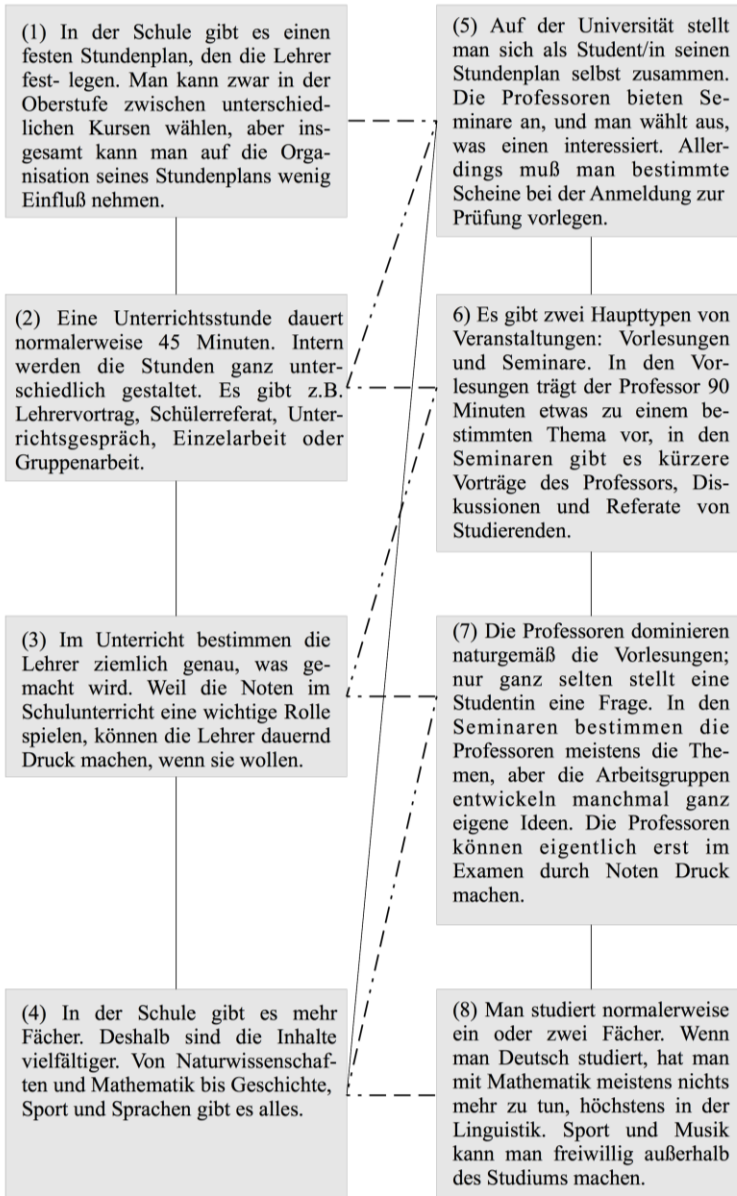 (1) In der Schule gibt es einen
festen Stundenplan, den die Lehrer
fest- legen. Man kann zwar in der
Oberstufe zwischen unterschied-
lichen Kursen wählen, aber ins-
gesamt kann man auf die Orga-
nisation seines Stundenplans wenig
Einfluß nehmen.
(2) Eine Unterrichtsstunde dauert
normalerweise 45 Minuten. Intern
werden die Stunden ganz unter-
schiedlich gestaltet. Es gibt z.B.
Lehrervortrag, Schülerreferat, Unter-
richtsgespräch, Einzelarbeit oder
Gruppenarbeit.
(3) Im Unterricht bestimmen die
Lehrer ziemlich genau, was ge-
macht wird. Weil die Noten im
Schulunterricht eine wichtige Rolle
spielen, können die Lehrer dauernd
Druck machen, wenn sie wollen.
(4) In der Schule gibt es mehr
Fächer. Deshalb sind die Inhalte
vielfältiger. Von Naturwissenschaf-
ten und Mathematik bis Geschichte,
Sport und Sprachen gibt es alles.
(5) Auf der Universität stellt
man sich als Student/in seinen
Stundenplan selbst zusammen.
Die Professoren bieten Se-
minare an, und man wählt aus,
was einen interessiert. Aller-
dings muß man bestimmte
Scheine bei der Anmeldung zur
Prüfung vorlegen.
6) Es gibt zwei Haupttypen von
Veranstaltungen: Vorlesungen
und Seminare. In den Vor-
lesungen trägt der Professor 90
Minuten etwas zu einem be-
stimmten Thema vor, in den
Seminaren gibt es kürzere
Vorträge des Professors, Dis-
kussionen und Referate von
Studierenden.
(7) Die Professoren dominieren
naturgemäß die Vorlesungen;
nur ganz selten stellt eine
Studentin eine Frage. In den
Seminaren bestimmen die
Professoren meistens die The-
men, aber die Arbeitsgruppen
entwickeln manchmal ganz
eigene Ideen. Die Professoren
können eigentlich erst im
Examen durch Noten Druck
machen.
(8) Man studiert normalerweise
ein oder zwei Fächer. Wenn
man Deutsch studiert, hat man
mit Mathematik meistens nichts
mehr zu tun, höchstens in der
Linguistik. Sport und Musik
kann man freiwillig außerhalb
des Studiums machen.